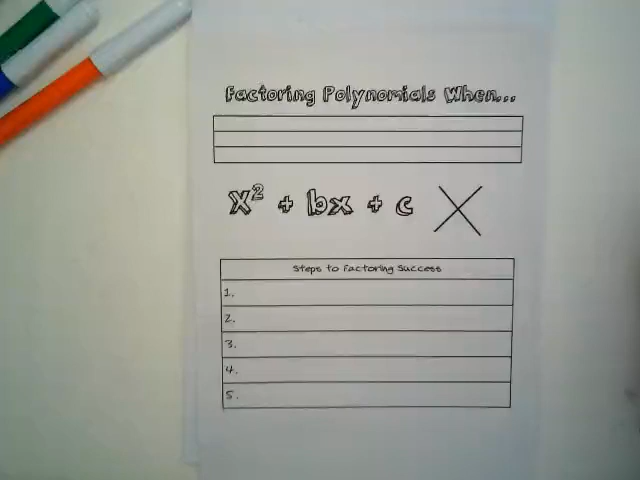 Factoring Polynomials When...
x² + bx + c
Steps to Factoring Success
1.
2.
3.
4.
5.